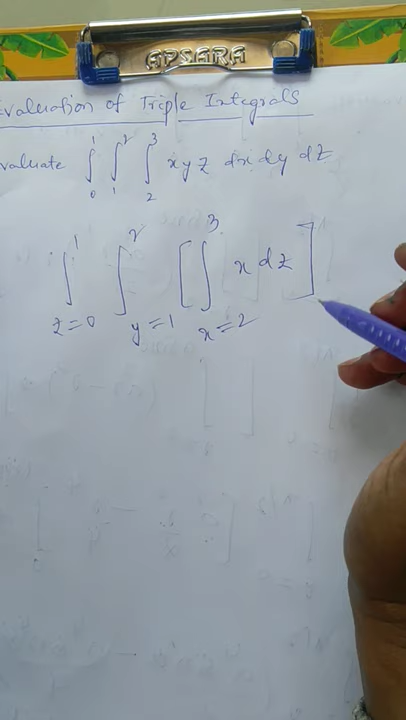 APSARA
Evaluation of Triple Integrals
Evaluate ∫₀¹ ∫₁² ∫₂³ xyz dx dy dz
∫_{z=0}^{1} ∫_{y=1}^{2} [ ∫_{x=2}^{3} x dz ]